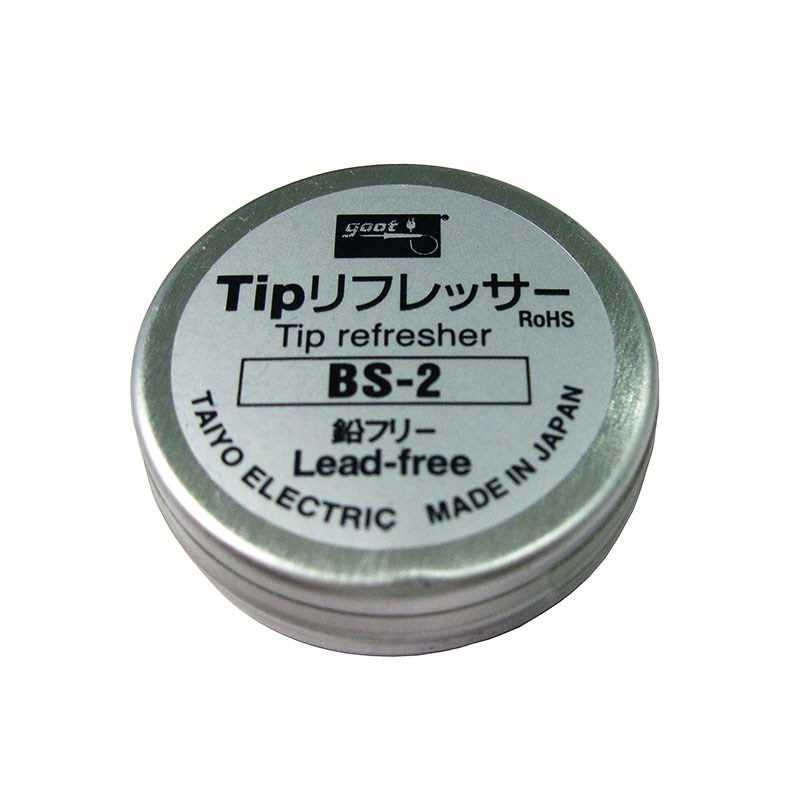 goot
®
Tipリフレッサー
RoHS
Tip refresher
BS-2
鉛フリー
Lead-free
TAIYO ELECTRIC MADE IN JAPAN